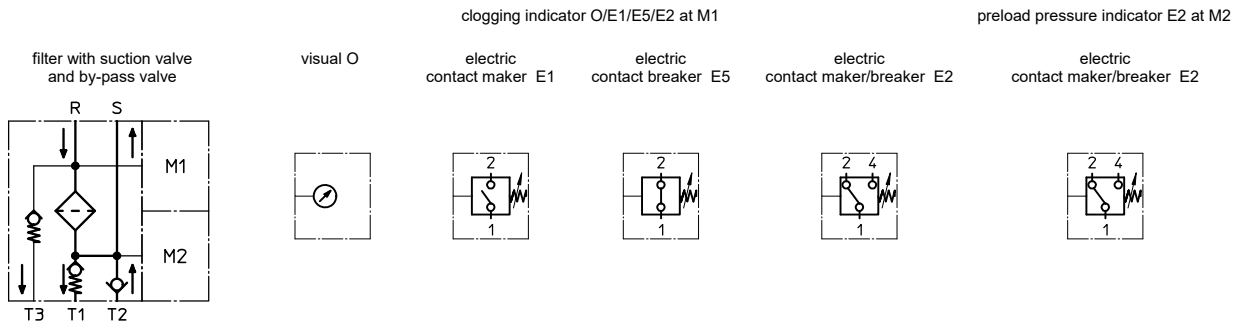 clogging indicator O/E1/E5/E2 at M1
preload pressure indicator E2 at M2
filter with suction valve
and by-pass valve
visual O
electric
contact maker E1
electric
contact breaker E5
electric
contact maker/breaker E2
electric
contact maker/breaker E2
R S
M1
M2
T3 T1 T2
2
1
2
1
2 4
1
2 4
1